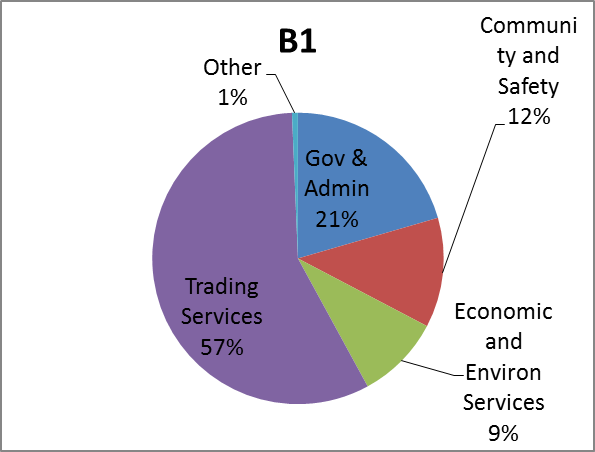 B1
Other
1%
Communi
ty and
Safety
12%
Gov &
Admin
21%
Trading
Services
57%
Economic
and
Environ
Services
9%